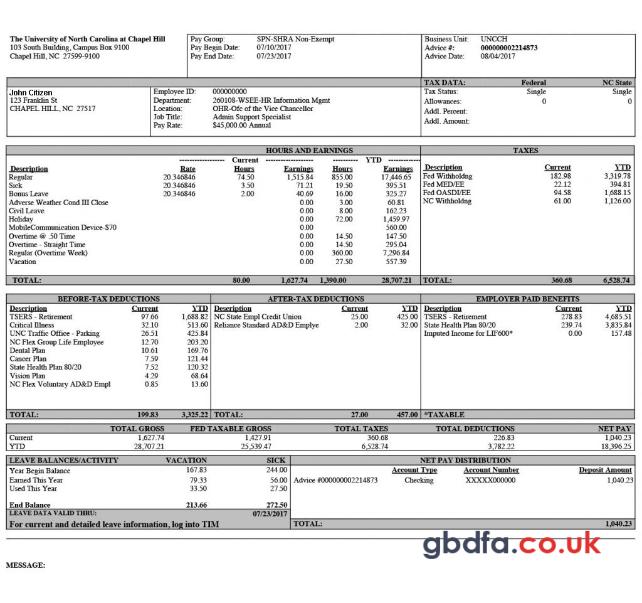 The University of North Carolina at Chapel Hill
103 South Building, Campus Box 9100
Chapel Hill, NC 27599-9100
Pay Group: SPN-SHRA Non-Exempt
Pay Begin Date: 07/10/2017
Pay End Date: 07/23/2017
Business Unit: UNCCH
Advice #: 000000002214873
Advice Date: 08/04/2017
John Citizen
123 Franklin St
CHAPEL HILL, NC 27517
Employee ID: 000000000
Department: 260108-WSEE-HR Information Mgmt
Location: OHR-Ofc of the Vice Chancellor
Job Title: Admin Support Specialist
Pay Rate: $45,000.00 Annual
TAX DATA: Federal NC State
Tax Status: Single Single
Allowances: 0 0
Addl. Percent:
Addl. Amount:
HOURS AND EARNINGS
Current YTD
Description Rate Hours Earnings Hours Earnings
Regular 20.346846 74.50 1,515.84 855.00 17,446.65
Sick 20.346846 3.50 71.21 19.50 395.51
Bonus Leave 20.346846 2.00 40.69 16.00 325.27
Adverse Weather Cond III Close 0.00 3.00 60.81
Civil Leave 0.00 8.00 162.23
Holiday 0.00 72.00 1,459.97
MobileCommunication Device-$70 0.00 560.00
Overtime @ .50 Time 0.00 14.50 147.50
Overtime - Straight Time 0.00 14.50 295.04
Regular (Overtime Week) 0.00 360.00 7,296.84
Vacation 0.00 27.50 557.39
TOTAL: 80.00 1,627.74 1,390.00 28,707.21
TAXES
Description Current YTD
Fed Withholdng 182.98 3,319.78
Fed MED/EE 22.12 394.81
Fed OASDI/EE 94.58 1,688.15
NC Withholdng 61.00 1,126.00
TOTAL: 360.68 6,528.74
BEFORE-TAX DEDUCTIONS
Description Current YTD
TSERS - Retirement 97.66 1,688.82
Critical Illness 32.10 513.60
UNC Traffic Office - Parking 26.51 425.84
NC Flex Group Life Employee 12.70 203.20
Dental Plan 10.61 169.76
Cancer Plan 7.59 121.44
State Health Plan 80/20 7.52 120.32
Vision Plan 4.29 68.64
NC Flex Voluntary AD&D Empl 0.85 13.60
TOTAL: 199.83 3,325.22
AFTER-TAX DEDUCTIONS
Description Current YTD
NC State Empl Credit Union 25.00 425.00
Reliance Standard AD&D Emplye 2.00 32.00
TOTAL: 27.00 457.00
EMPLOYER PAID BENEFITS
Description Current YTD
TSERS - Retirement 278.83 4,685.51
State Health Plan 80/20 239.74 3,835.84
Imputed Income for LIF600* 0.00 157.48
*TAXABLE
TOTAL GROSS FED TAXABLE GROSS TOTAL TAXES TOTAL DEDUCTIONS NET PAY
Current 1,627.74 1,427.91 360.68 226.83 1,040.23
YTD 28,707.21 25,539.47 6,528.74 3,782.22 18,396.25
LEAVE BALANCES/ACTIVITY VACATION SICK
Year Begin Balance 167.83 244.00
Earned This Year 79.33 56.00
Used This Year 33.50 27.50
End Balance 213.66 272.50
LEAVE DATA VALID THRU: 07/23/2017
For current and detailed leave information, log into TIM
NET PAY DISTRIBUTION
Account Type Account Number Deposit Amount
Advice #000000002214873 Checking XXXXX000000 1,040.23
TOTAL: 1,040.23
gbdfa.co.uk
MESSAGE: